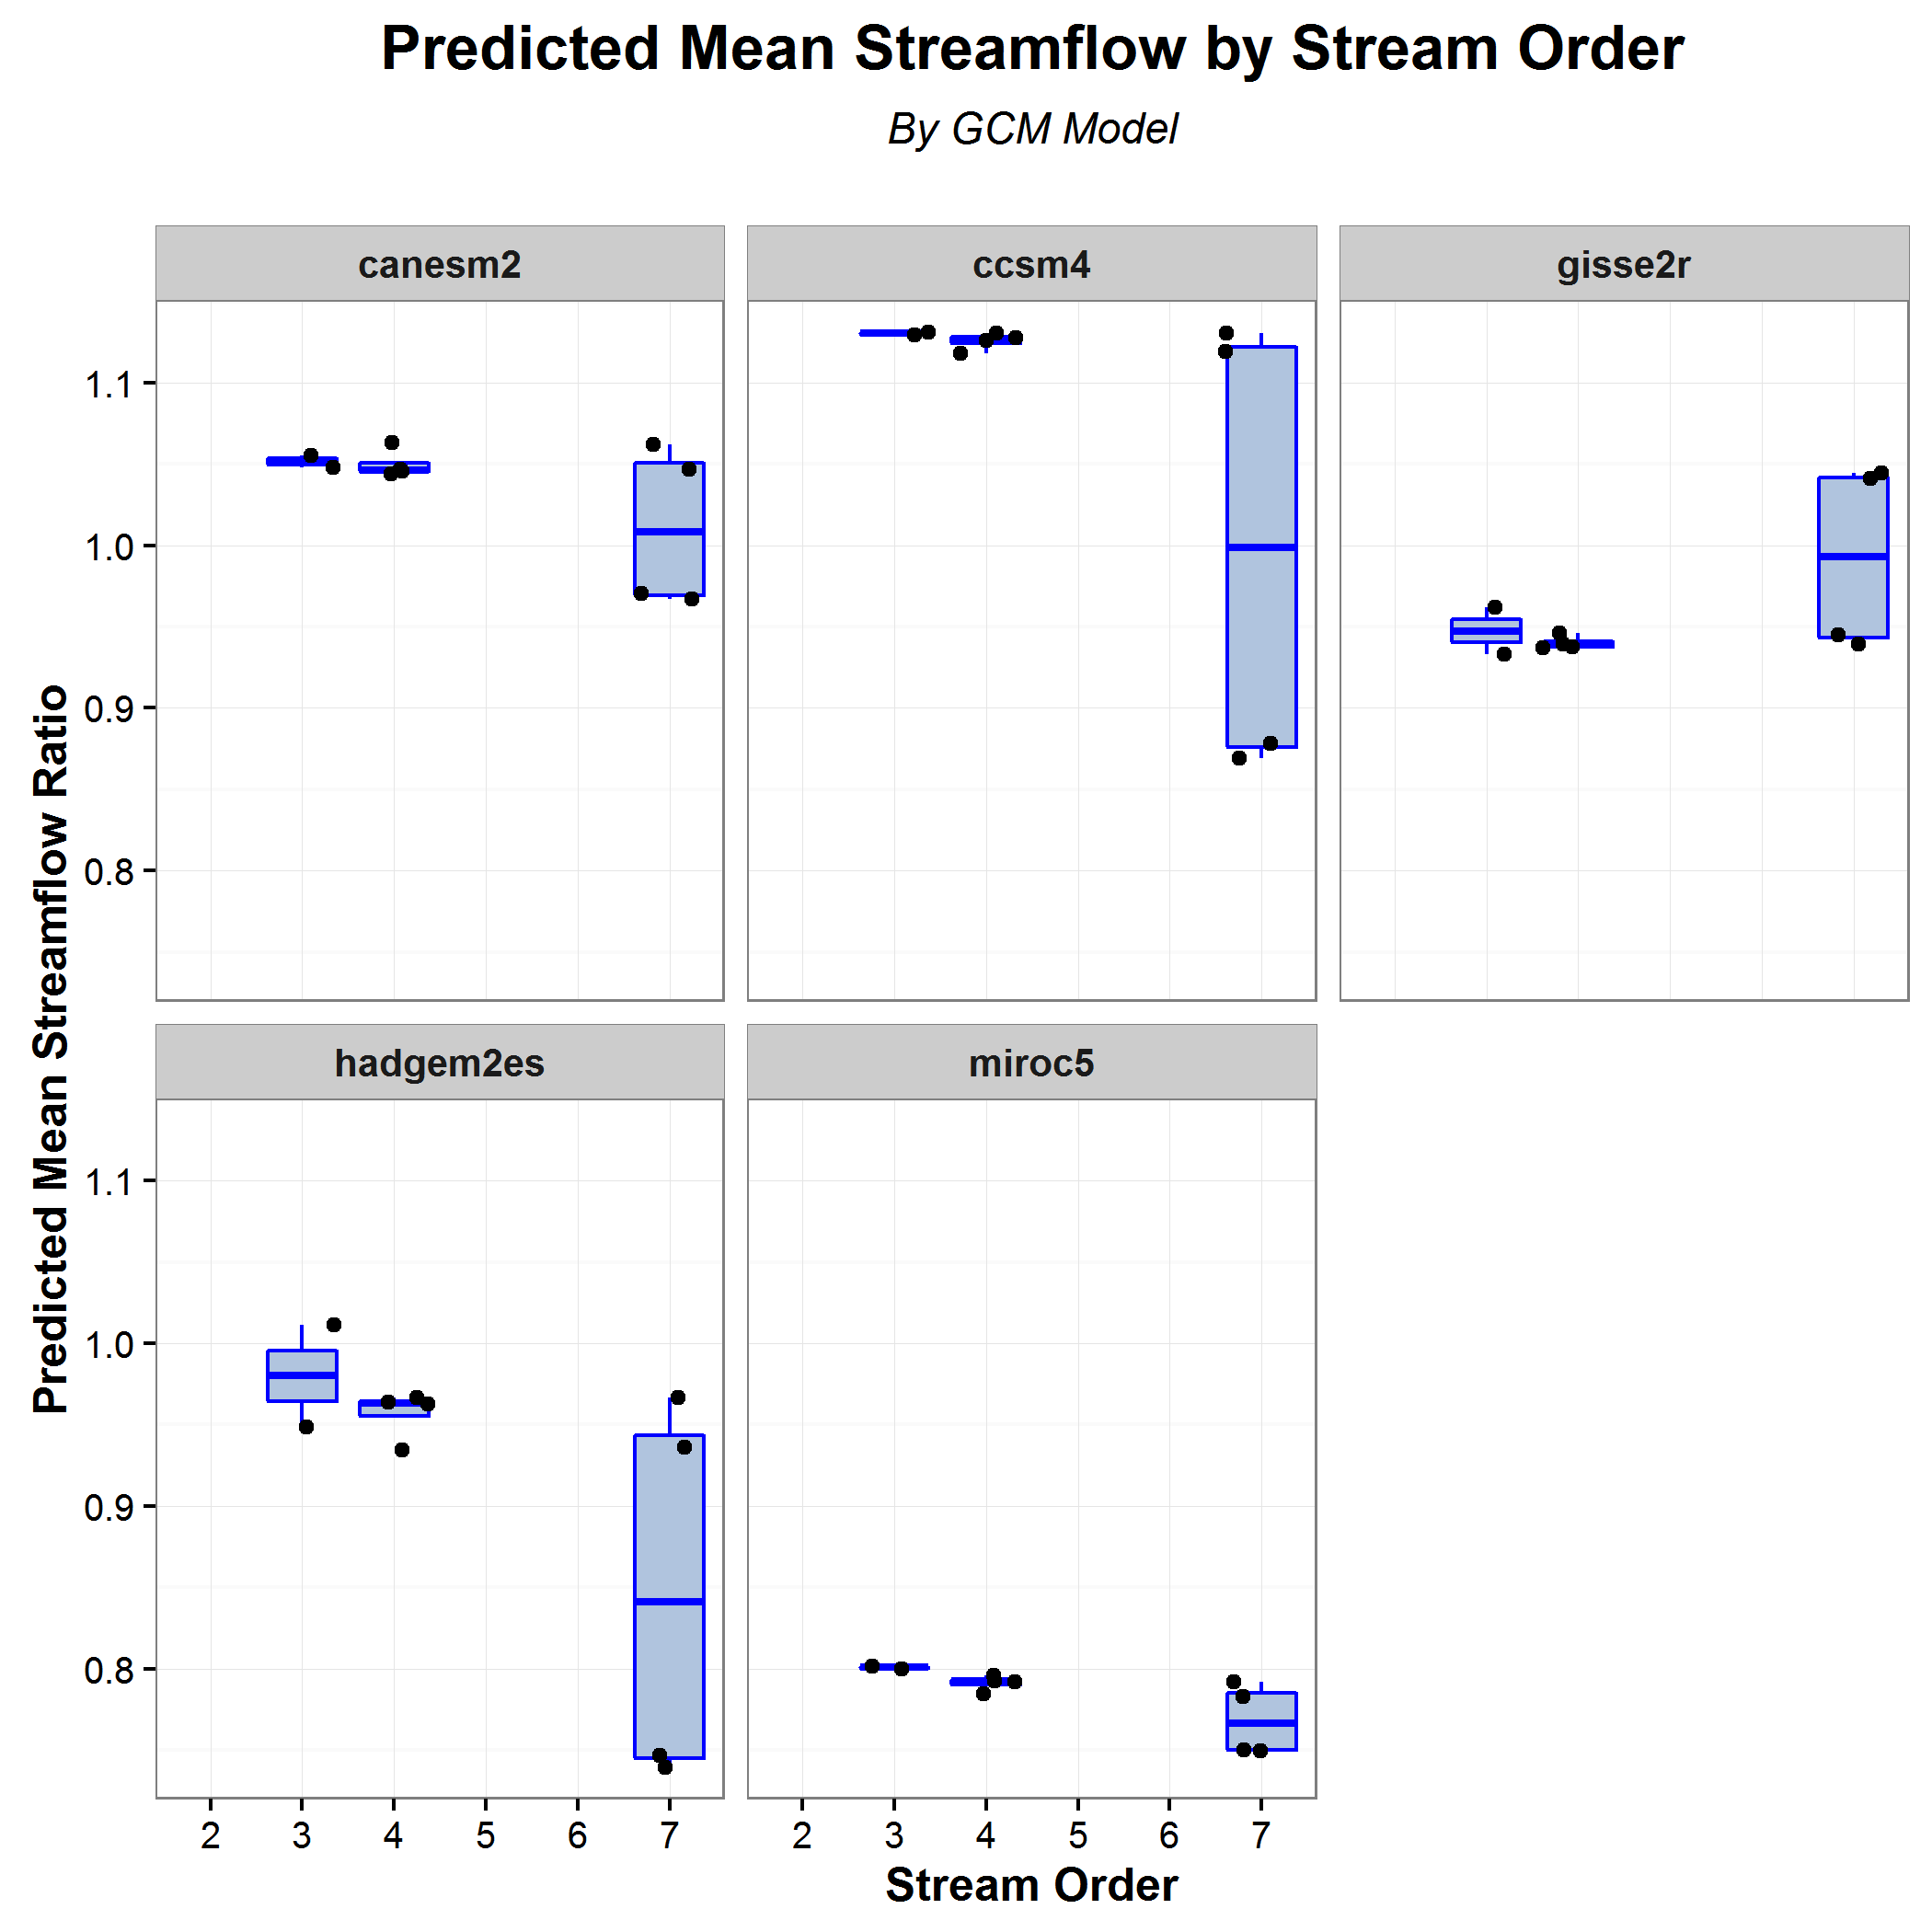 Predicted Mean Streamflow by Stream Order
By GCM Model
canesm2
ccsm4
gisse2r
1.1
1.0
0.9
0.8
Predicted Mean Streamflow Ratio
hadgem2es
miroc5
1.1
1.0
0.9
0.8
2 3 4 5 6 7
2 3 4 5 6 7
Stream Order